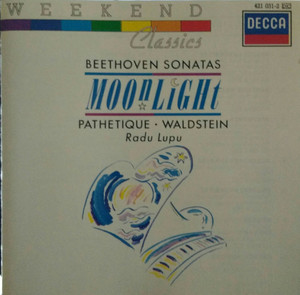 WEEKEND
Classics
DECCA
BEETHOVEN SONATAS
MOONLIGHT
PATHETIQUE · WALDSTEIN
Radu Lupu